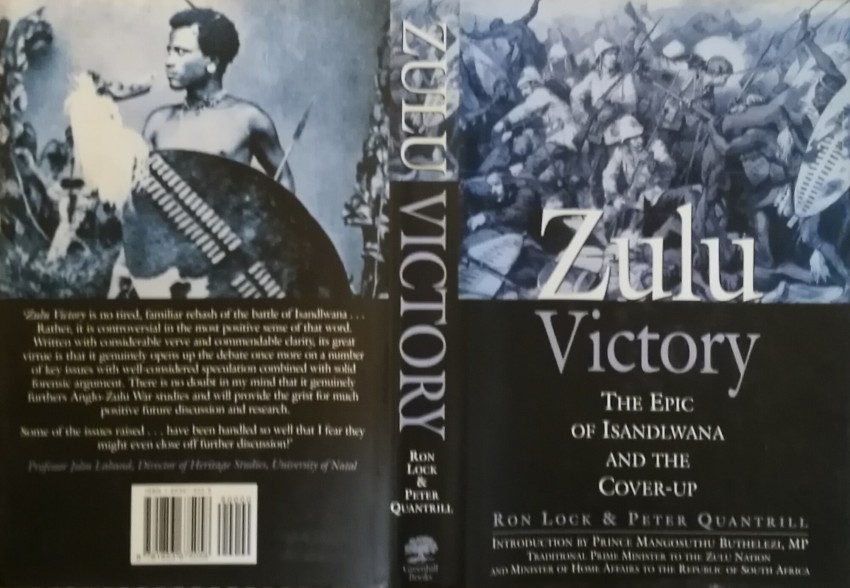 'Zulu Victory is no tired, familiar rehash of the battle of Isandlwana . . .
Rather, it is controversial in the most positive sense of that word.
Written with considerable verve and commendable clarity, its great
virtue is that it genuinely opens up the debate once more on a number
of key issues with well-considered speculation combined with solid
forensic argument. There is no doubt in my mind that it genuinely
furthers Anglo-Zulu War studies and will provide the grist for much
positive future discussion and research.
Some of the issues raised . . . have been handled so well that I fear they
might even close off further discussion!'
Professor John Laband, Director of Heritage Studies, University of Natal
ZULU VICTORY
RON
LOCK
&
PETER
QUANTRILL
Greenhill
Books
Zulu
Victory
THE EPIC
OF ISANDLWANA
AND THE
COVER-UP
RON LOCK & PETER QUANTRILL
INTRODUCTION BY PRINCE MANGOSUTHU BUTHELEZI, MP
TRADITIONAL PRIME MINISTER TO THE ZULU NATION
AND MINISTER OF HOME AFFAIRS TO THE REPUBLIC OF SOUTH AFRICA